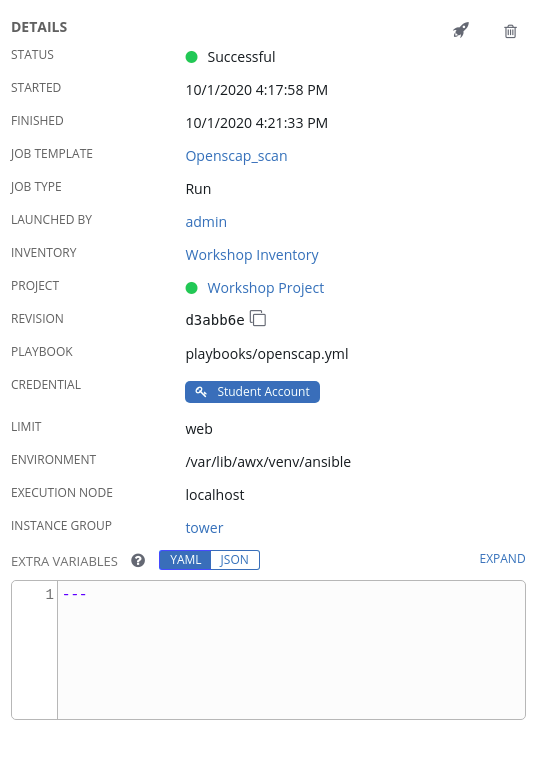 DETAILS
STATUS Successful
STARTED 10/1/2020 4:17:58 PM
FINISHED 10/1/2020 4:21:33 PM
JOB TEMPLATE Openscap_scan
JOB TYPE Run
LAUNCHED BY admin
INVENTORY Workshop Inventory
PROJECT Workshop Project
REVISION d3abb6e
PLAYBOOK playbooks/openscap.yml
CREDENTIAL Student Account
LIMIT web
ENVIRONMENT /var/lib/awx/venv/ansible
EXECUTION NODE localhost
INSTANCE GROUP tower
EXTRA VARIABLES ? YAML JSON EXPAND
1 ---